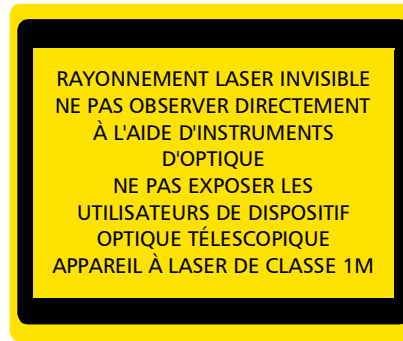 RAYONNEMENT LASER INVISIBLE
NE PAS OBSERVER DIRECTEMENT
À L'AIDE D'INSTRUMENTS
D'OPTIQUE
NE PAS EXPOSER LES
UTILISATEURS DE DISPOSITIF
OPTIQUE TÉLESCOPIQUE
APPAREIL À LASER DE CLASSE 1M